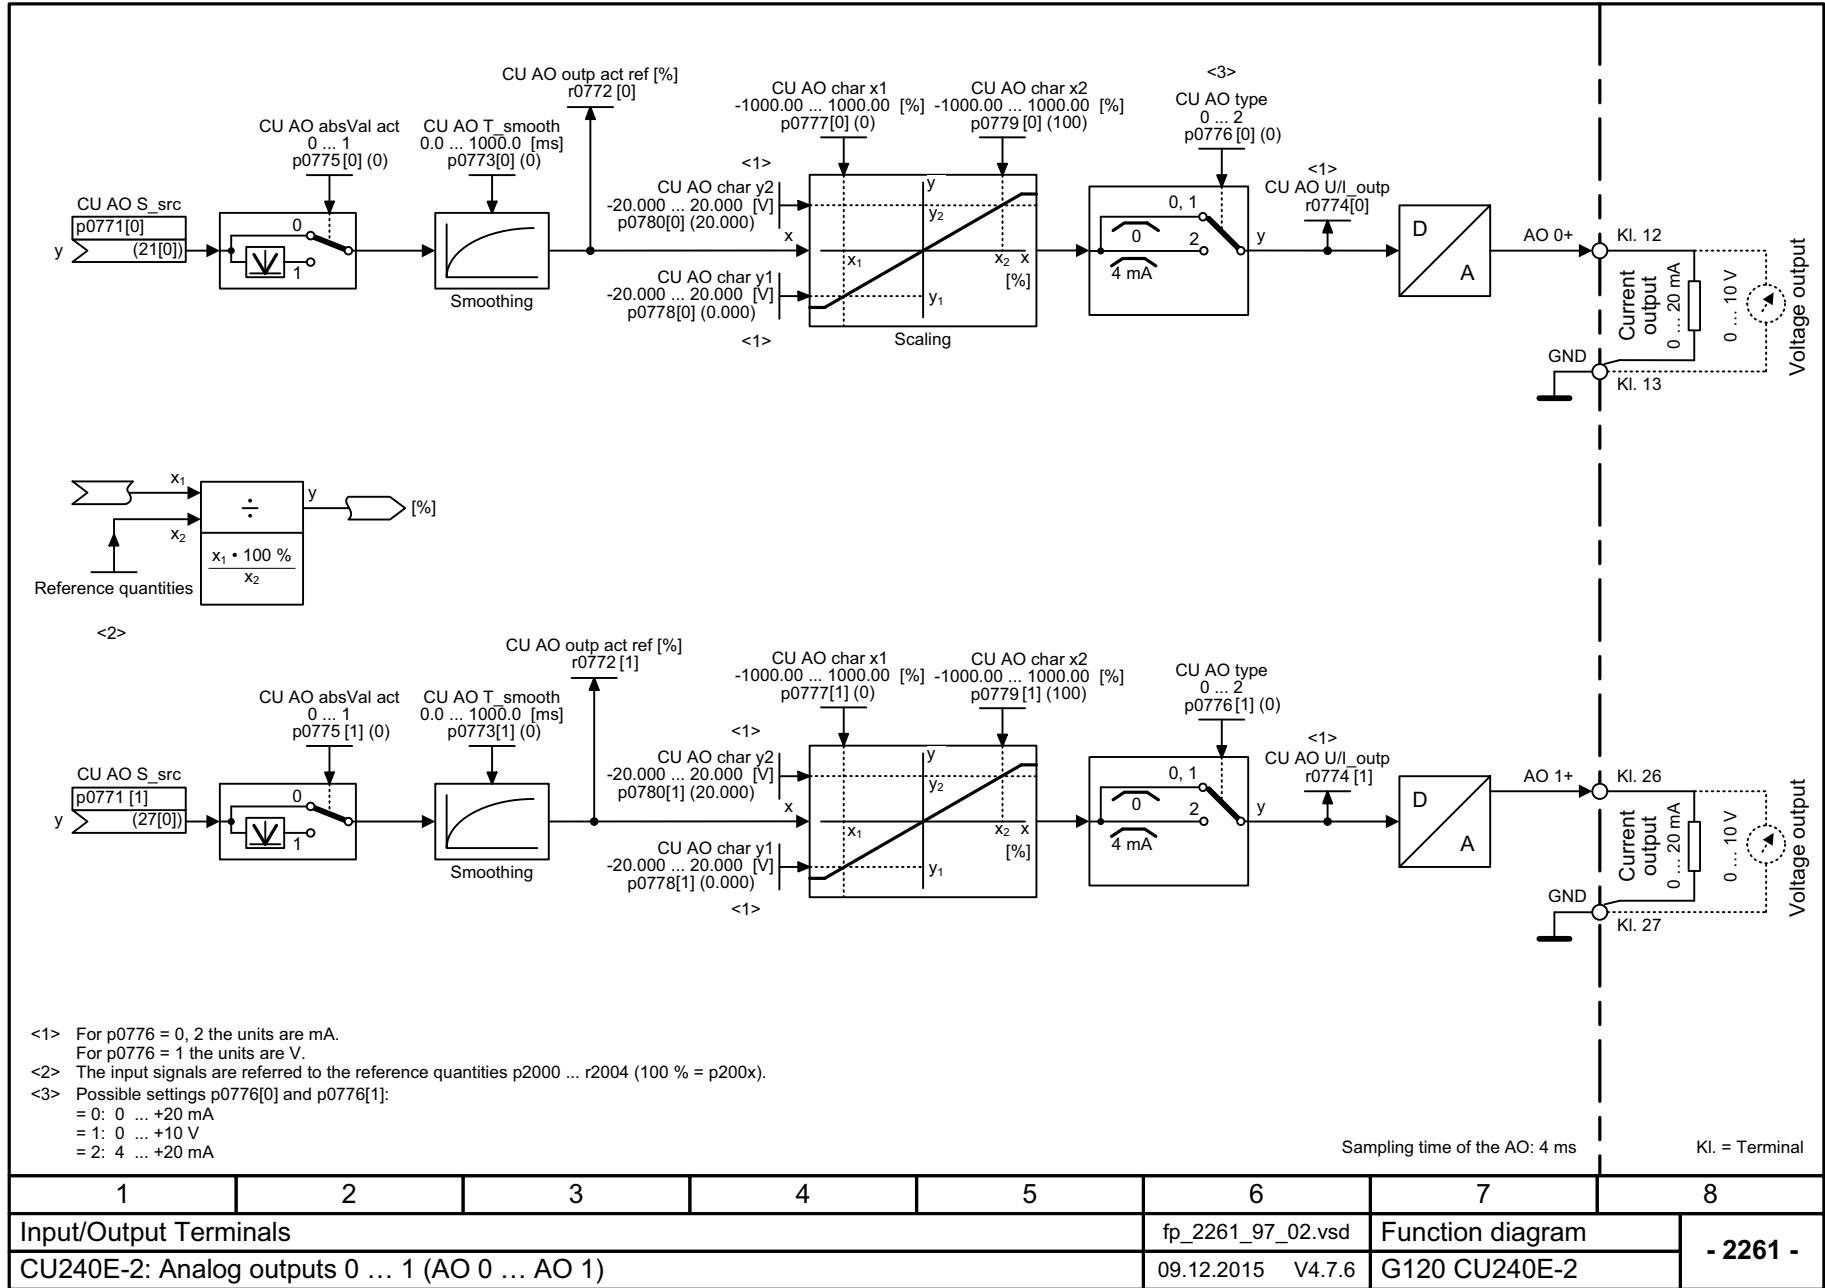 CU AO outp act ref [%]
r0772 [0]
CU AO absVal act
0 ... 1
p0775[0] (0)
CU AO T_smooth
0.0 ... 1000.0 [ms]
p0773[0] (0)
CU AO char x1
-1000.00 ... 1000.00 [%]
p0777[0] (0)
CU AO char x2
-1000.00 ... 1000.00 [%]
p0779 [0] (100)
<3>
CU AO type
0 ... 2
p0776 [0] (0)
<1>
CU AO U/I_outp
r0774[0]
CU AO S_src
p0771[0]
y
(21[0])
0
1
Smoothing
<1>
CU AO char y2
-20.000 ... 20.000 [V]
p0780[0] (20.000)
x
CU AO char y1
-20.000 ... 20.000 [V]
p0778[0] (0.000)
<1>
y
y2
x1
x2 x
[%]
y1
Scaling
0, 1
0
2
4 mA
y
D
A
AO 0+
Kl. 12
Current output
0 ... 20 mA
0 ... 10 V
Voltage output
GND
Kl. 13
x1
x2
÷
y
[%]
x1 • 100 %
x2
Reference quantities
<2>
CU AO outp act ref [%]
r0772 [1]
CU AO absVal act
0 ... 1
p0775 [1] (0)
CU AO T_smooth
0.0 ... 1000.0 [ms]
p0773[1] (0)
CU AO char x1
-1000.00 ... 1000.00 [%]
p0777[1] (0)
CU AO char x2
-1000.00 ... 1000.00 [%]
p0779 [1] (100)
CU AO type
0 ... 2
p0776 [1] (0)
<1>
CU AO U/I_outp
r0774 [1]
CU AO S_src
p0771 [1]
y
(27[0])
0
1
Smoothing
<1>
CU AO char y2
-20.000 ... 20.000 [V]
p0780[1] (20.000)
x
CU AO char y1
-20.000 ... 20.000 [V]
p0778[1] (0.000)
<1>
y
y2
x1
x2 x
[%]
y1
0, 1
0
2
4 mA
y
D
A
AO 1+
Kl. 26
Current output
0 ... 20 mA
0 ... 10 V
Voltage output
GND
Kl. 27
<1> For p0776 = 0, 2 the units are mA.
For p0776 = 1 the units are V.
<2> The input signals are referred to the reference quantities p2000 ... r2004 (100 % = p200x).
<3> Possible settings p0776[0] and p0776[1]:
= 0: 0 ... +20 mA
= 1: 0 ... +10 V
= 2: 4 ... +20 mA
Sampling time of the AO: 4 ms
Kl. = Terminal
1 2 3 4 5 6 7 8
Input/Output Terminals
fp_2261_97_02.vsd
Function diagram
- 2261 -
CU240E-2: Analog outputs 0 … 1 (AO 0 … AO 1)
09.12.2015 V4.7.6
G120 CU240E-2